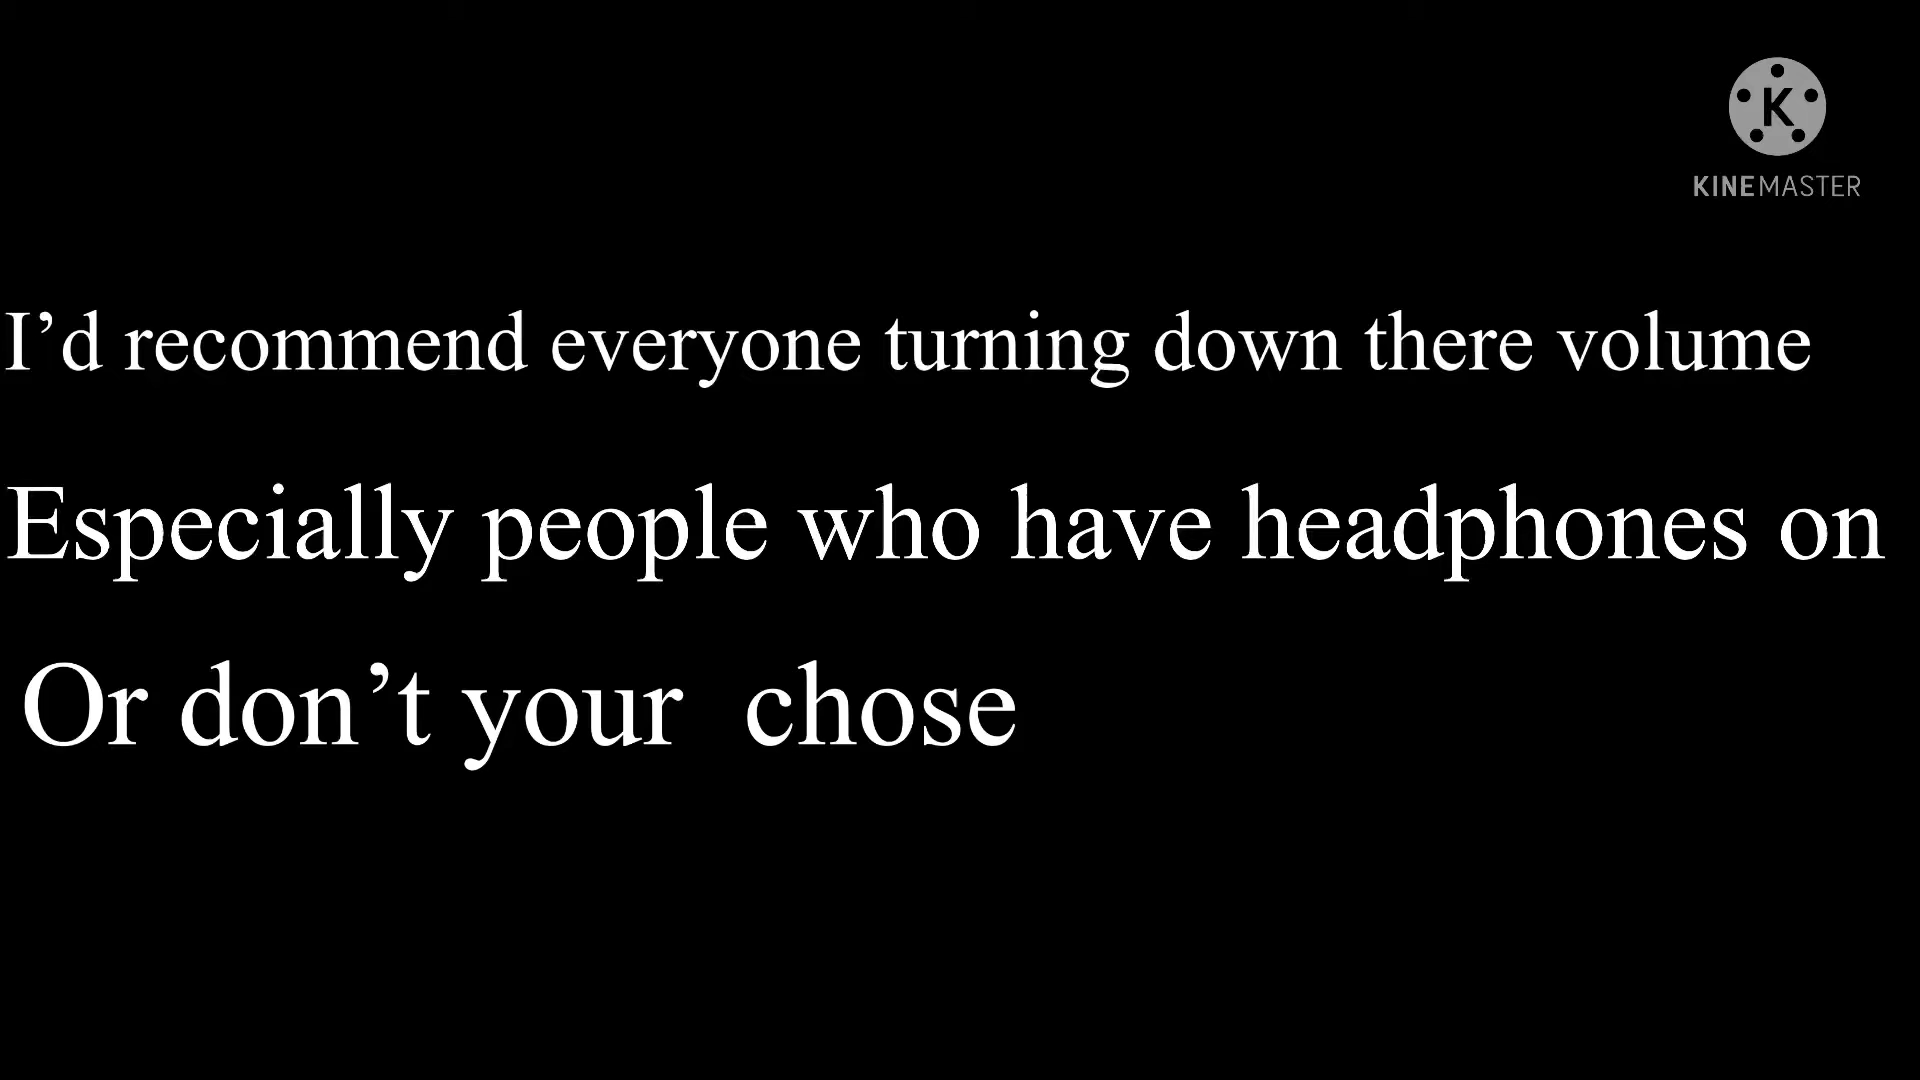 K
KINEMASTER
I’d recommend everyone turning down there volume
Especially people who have headphones on
Or don’t your  chose